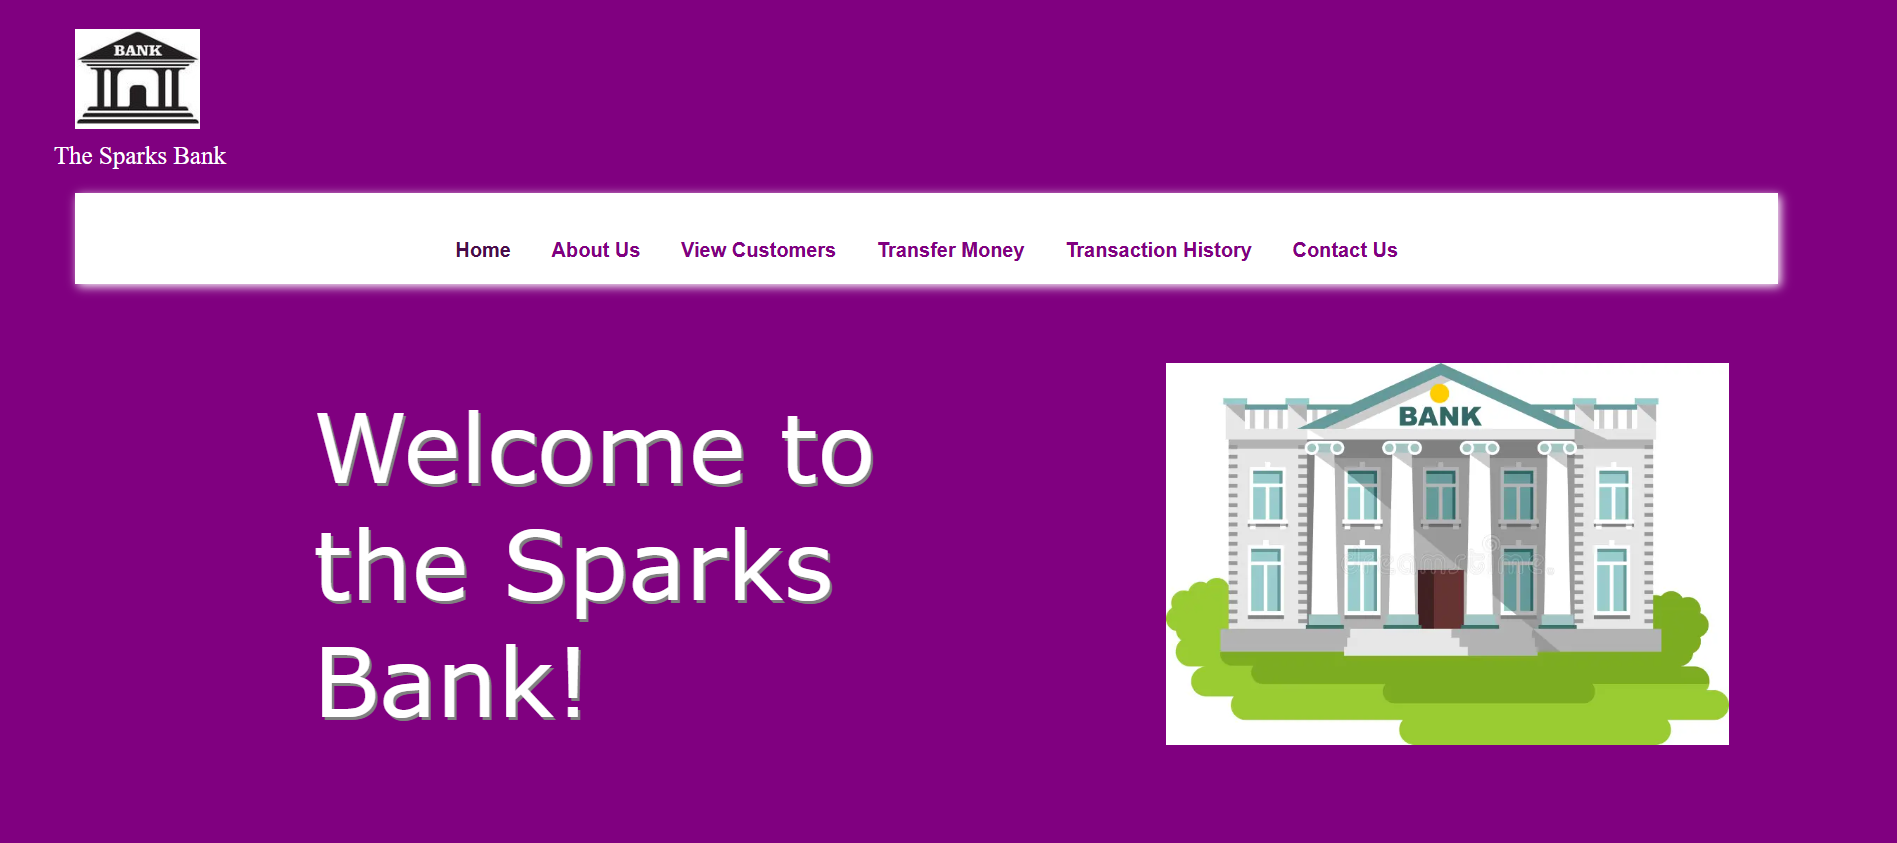 BANK
The Sparks Bank
Home About Us View Customers Transfer Money Transaction History Contact Us
Welcome to
the Sparks
Bank!
BANK
dreamstime.